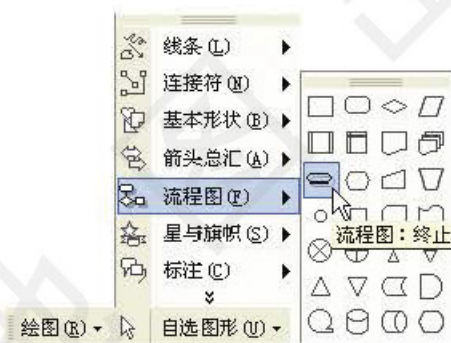 线条(L)
连接符(N)
基本形状(B)
箭头总汇(A)
流程图(F)
星与旗帜(S)
流程图：终止
标注(C)
绘图(R)
自选图形(U)